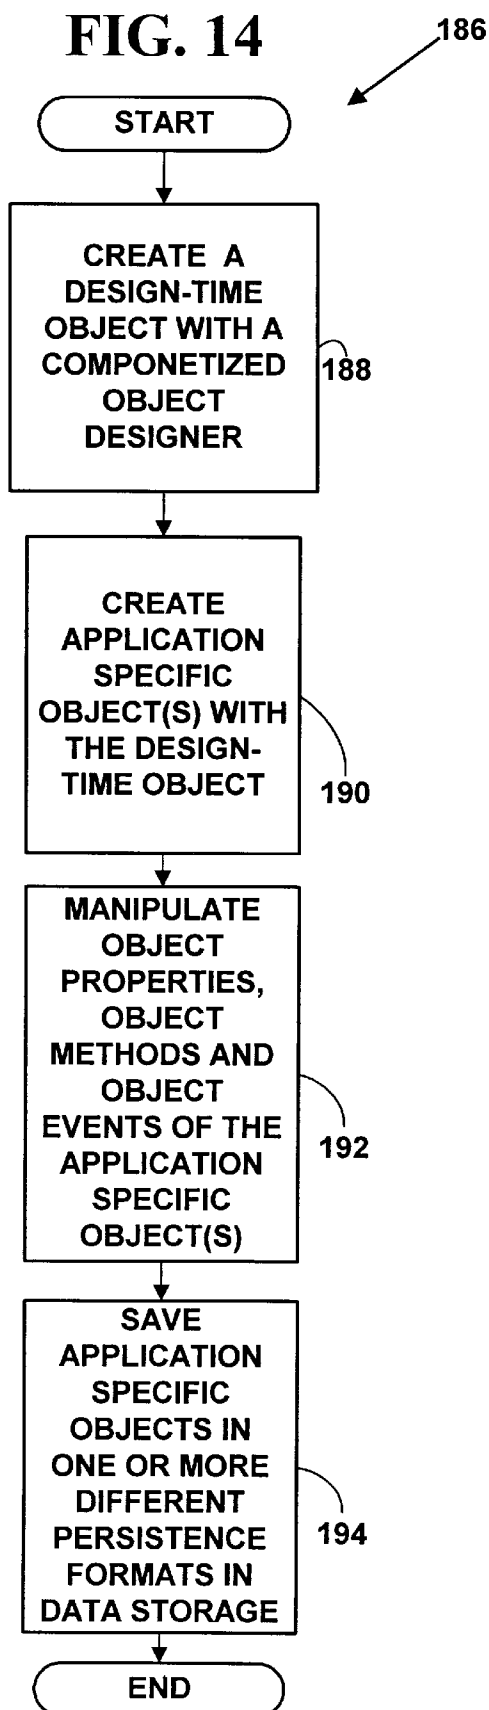 FIG. 14
186
START
CREATE A
DESIGN-TIME
OBJECT WITH A
COMPONETIZED
OBJECT
DESIGNER
188
CREATE
APPLICATION
SPECIFIC
OBJECT(S) WITH
THE DESIGN-
TIME OBJECT
190
MANIPULATE
OBJECT
PROPERTIES,
OBJECT
METHODS AND
OBJECT
EVENTS OF THE
APPLICATION
SPECIFIC
OBJECT(S)
192
SAVE
APPLICATION
SPECIFIC
OBJECTS IN
ONE OR MORE
DIFFERENT
PERSISTENCE
FORMATS IN
DATA STORAGE
194
END